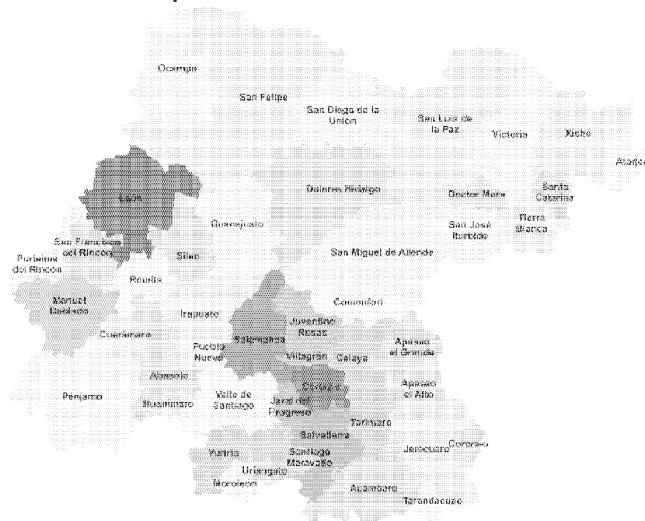 Ocampo
San Felipe
San Diego de la
Union
San Luis de
la Paz
Victoria
Xichú
Atarjea
León
Dolores Hidalgo
Doctor Mora
Santa
Catarina
Guanajuato
San José
Iturbide
Tierra
Blanca
San Francisco
del Rincón
Purísima
del Rincón
Silao
San Miguel de Allende
Romita
Manuel
Doblado
Irapuato
Comonfort
Cuerámaro
Salamanca
Juventino
Rosas
Pueblo
Nuevo
Villagrán
Celaya
Apaseo
el Grande
Pénjamo
Abasolo
Huanímaro
Valle de
Santiago
Cortazar
Jaral del
Progreso
Apaseo
el Alto
Tarimoro
Salvatierra
Yuriria
Santiago
Maravatío
Jerécuaro
Coroneo
Uriangato
Moroleón
Acámbaro
Tarandacuao